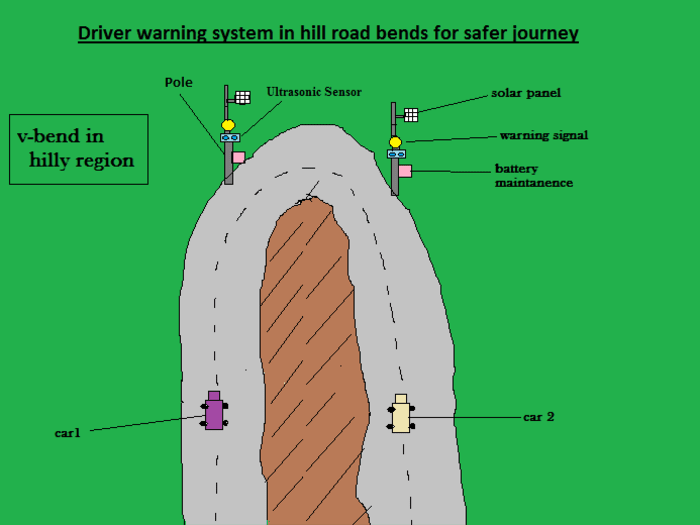 Driver warning system in hill road bends for safer journey
Pole
Ultrasonic Sensor
solar panel
v-bend in
hilly region
warning signal
battery
maintanence
car1
car 2